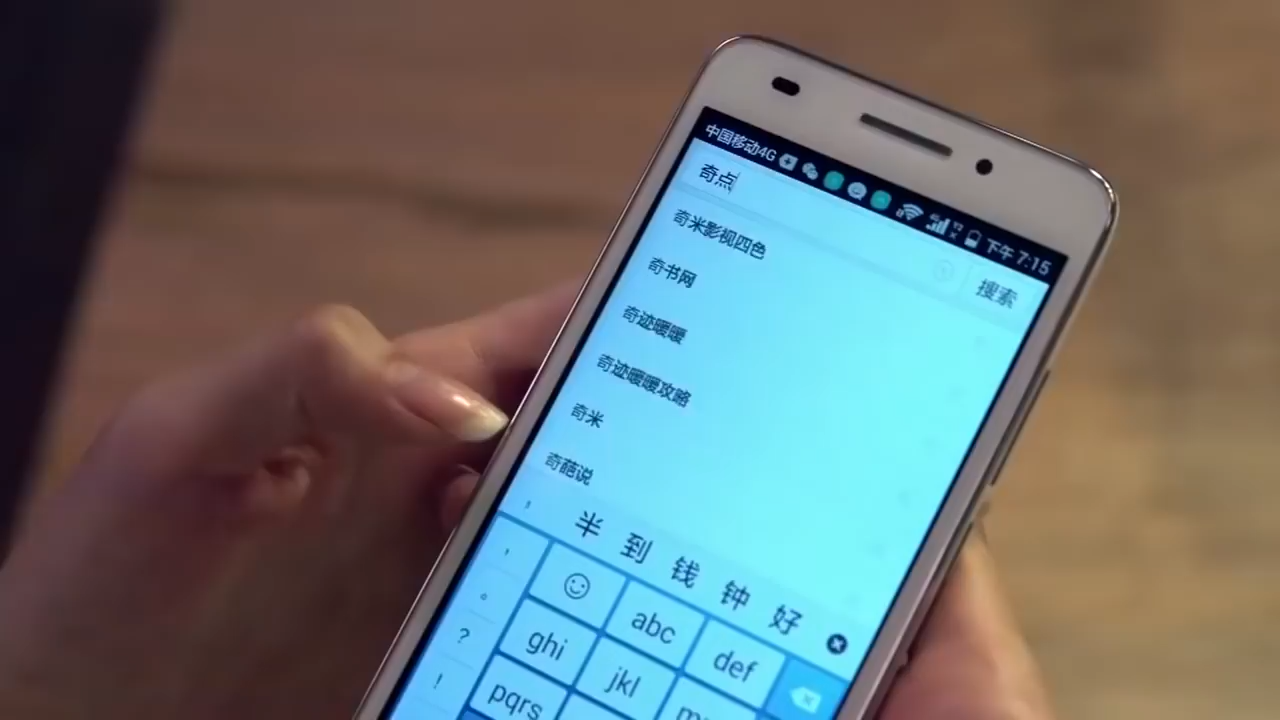 中国移动4G 下午 7:15
奇点
搜索
奇米影视四色
奇书网
奇迹暖暖
奇迹暖暖攻略
奇米
奇葩说
, 半 到 钱 钟 好
, abc def
。 ghi jkl
? pqrs
!